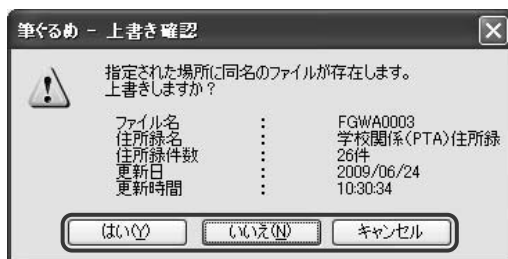 筆ぐるめ - 上書き確認
指定された場所に同名のファイルが存在します。
上書きしますか？
ファイル名 : FGWA0003
住所録名 : 学校関係(PTA)住所録
住所録件数 : 26件
更新日 : 2009/06/24
更新時間 : 10:30:34
はい(Y) いいえ(N) キャンセル